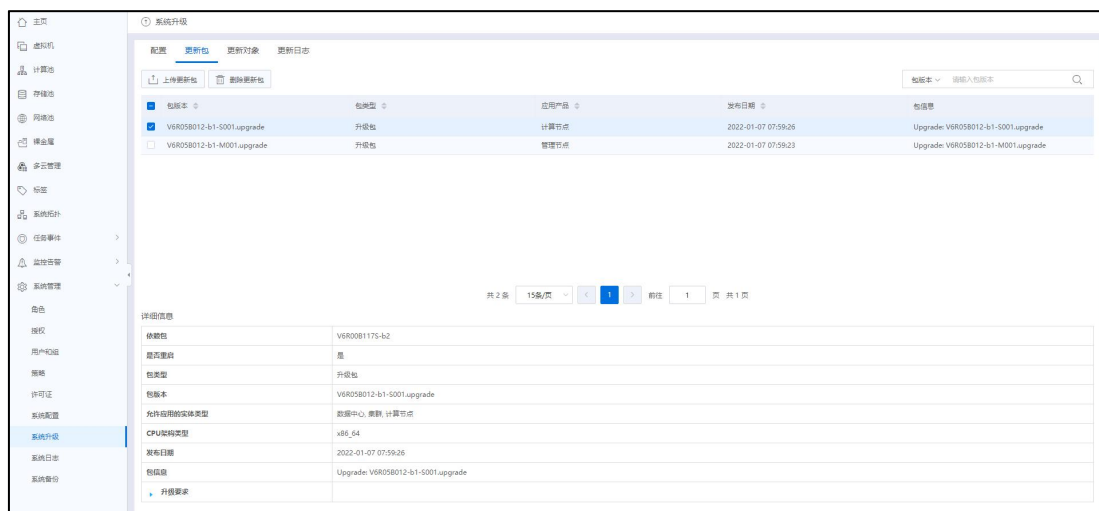 主页
系统升级
虚拟机
计算池
存储池
网络池
裸金属
多云管理
标签
系统拓扑
任务事件
监控告警
系统管理
角色
授权
用户和组
策略
许可证
系统配置
系统升级
系统日志
系统备份
配置 更新包 更新对象 更新日志
上传更新包 删除更新包 包版本 请输入包版本
包版本 包类型 应用产品 发布日期 包信息
V6R05B012-b1-S001.upgrade 升级包 计算节点 2022-01-07 07:59:26 Upgrade: V6R05B012-b1-S001.upgrade
V6R05B012-b1-M001.upgrade 升级包 管理节点 2022-01-07 07:59:23 Upgrade: V6R05B012-b1-M001.upgrade
共 2 条 15条/页 1 前往 1 页 共 1 页
详细信息
依赖包 V6R00B117S-b2
是否重启 是
包类型 升级包
包版本 V6R05B012-b1-S001.upgrade
允许应用的实体类型 数据中心, 集群, 计算节点
CPU架构类型 x86_64
发布日期 2022-01-07 07:59:26
包信息 Upgrade: V6R05B012-b1-S001.upgrade
升级要求